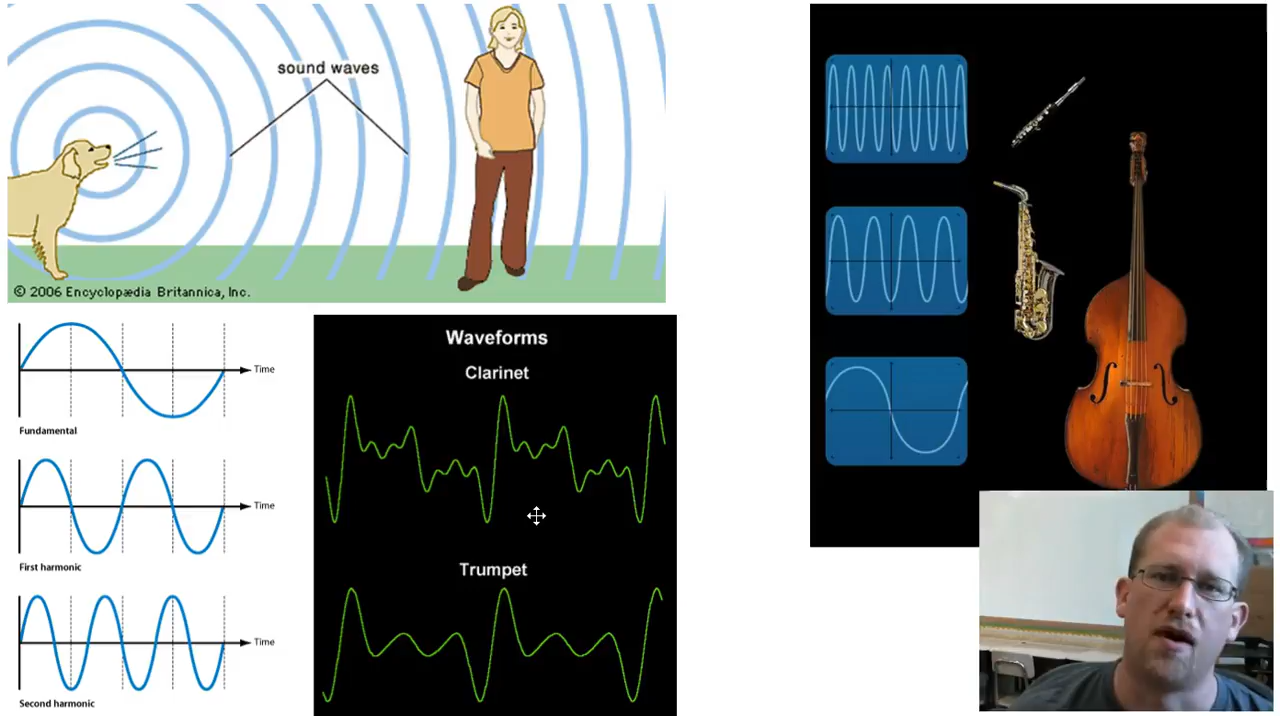 sound waves
© 2006 Encyclopædia Britannica, Inc.
Time
Fundamental
Time
First harmonic
Time
Second harmonic
Waveforms
Clarinet
Trumpet